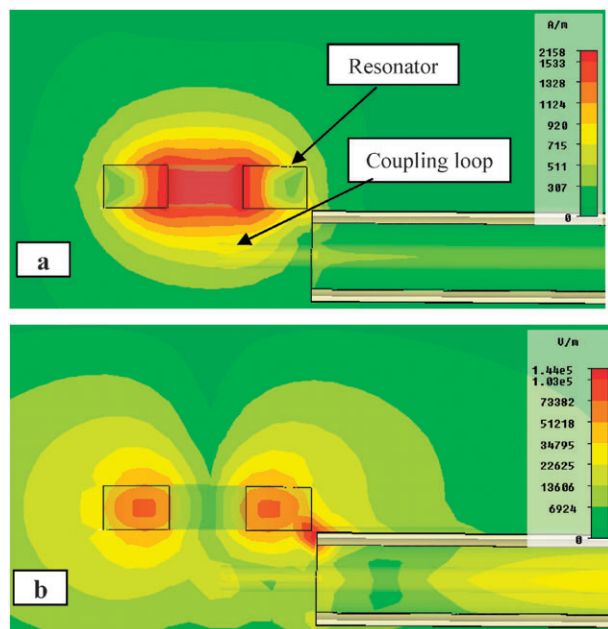 A/m
2158
1533
1328
1124
920
715
511
307
0
Resonator
Coupling loop
a
V/m
1.44e5
1.03e5
73382
51218
34795
22625
13606
6924
0
b